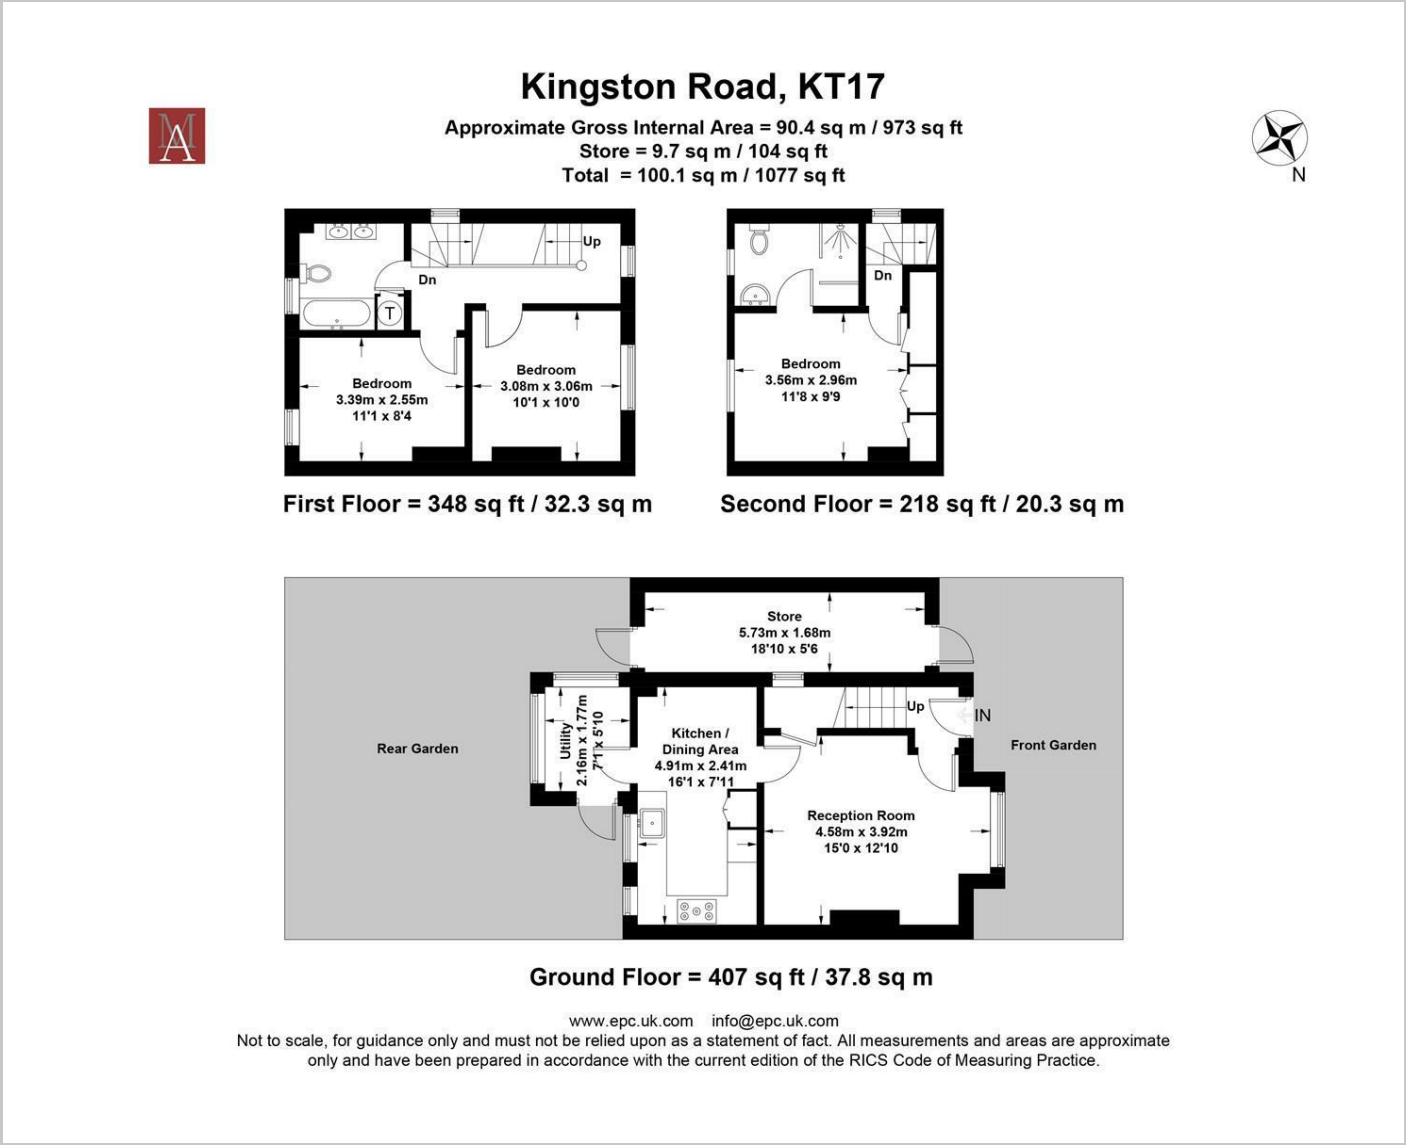 Kingston Road, KT17
MA
Approximate Gross Internal Area = 90.4 sq m / 973 sq ft
Store = 9.7 sq m / 104 sq ft
Total = 100.1 sq m / 1077 sq ft
N
Up
Dn
T
Bedroom
3.39m x 2.55m
11'1 x 8'4
Bedroom
3.08m x 3.06m
10'1 x 10'0
Dn
Bedroom
3.56m x 2.96m
11'8 x 9'9
First Floor = 348 sq ft / 32.3 sq m
Second Floor = 218 sq ft / 20.3 sq m
Store
5.73m x 1.68m
18'10 x 5'6
Rear Garden
Utility
2.16m x 1.77m
7'1 x 5'10
Kitchen /
Dining Area
4.91m x 2.41m
16'1 x 7'11
Up
IN
Front Garden
Reception Room
4.58m x 3.92m
15'0 x 12'10
Ground Floor = 407 sq ft / 37.8 sq m
www.epc.uk.com info@epc.uk.com
Not to scale, for guidance only and must not be relied upon as a statement of fact. All measurements and areas are approximate
only and have been prepared in accordance with the current edition of the RICS Code of Measuring Practice.